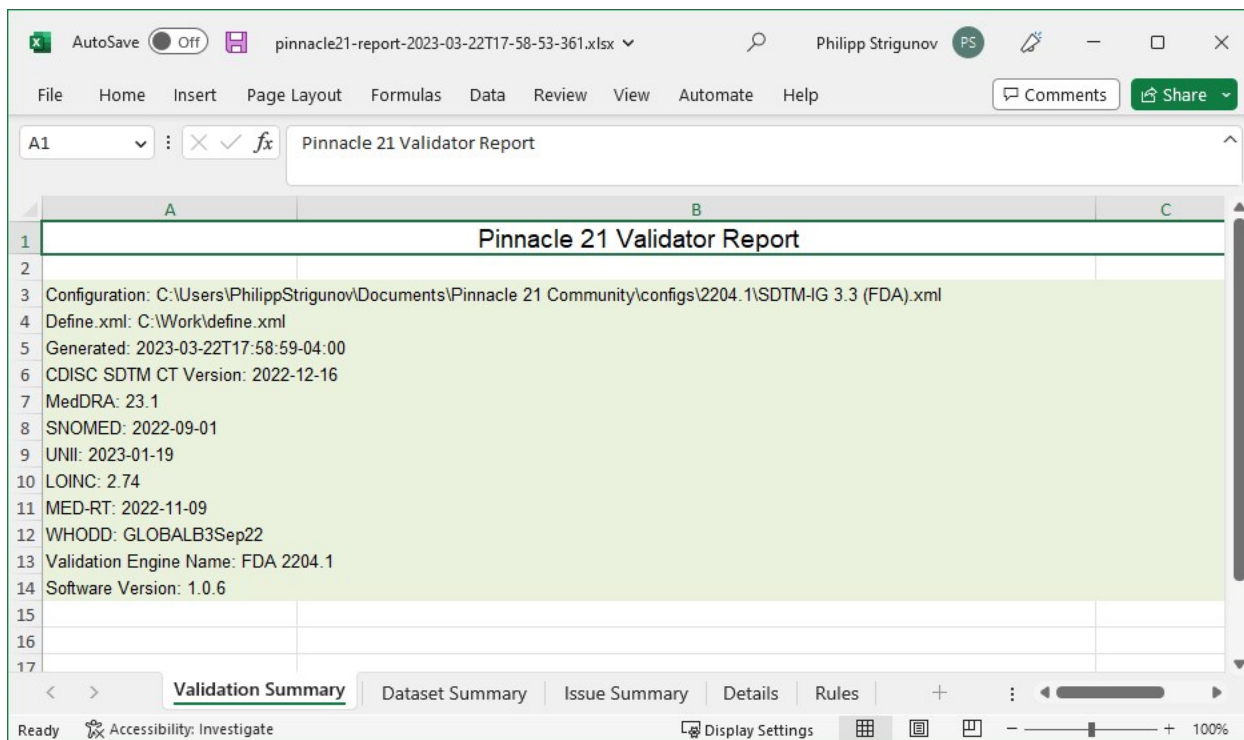 AutoSave Off pinnacle21-report-2023-03-22T17-58-53-361.xlsx Philipp Strigunov PS
File Home Insert Page Layout Formulas Data Review View Automate Help Comments Share
A1 fx Pinnacle 21 Validator Report
A B C
1 Pinnacle 21 Validator Report
2
3 Configuration: C:\Users\PhilippStrigunov\Documents\Pinnacle 21 Community\configs\2204.1\SDTM-IG 3.3 (FDA).xml
4 Define.xml: C:\Work\define.xml
5 Generated: 2023-03-22T17:58:59-04:00
6 CDISC SDTM CT Version: 2022-12-16
7 MedDRA: 23.1
8 SNOMED: 2022-09-01
9 UNII: 2023-01-19
10 LOINC: 2.74
11 MED-RT: 2022-11-09
12 WHODD: GLOBALB3Sep22
13 Validation Engine Name: FDA 2204.1
14 Software Version: 1.0.6
15
16
17
Validation Summary Dataset Summary Issue Summary Details Rules
Ready Accessibility: Investigate Display Settings 100%